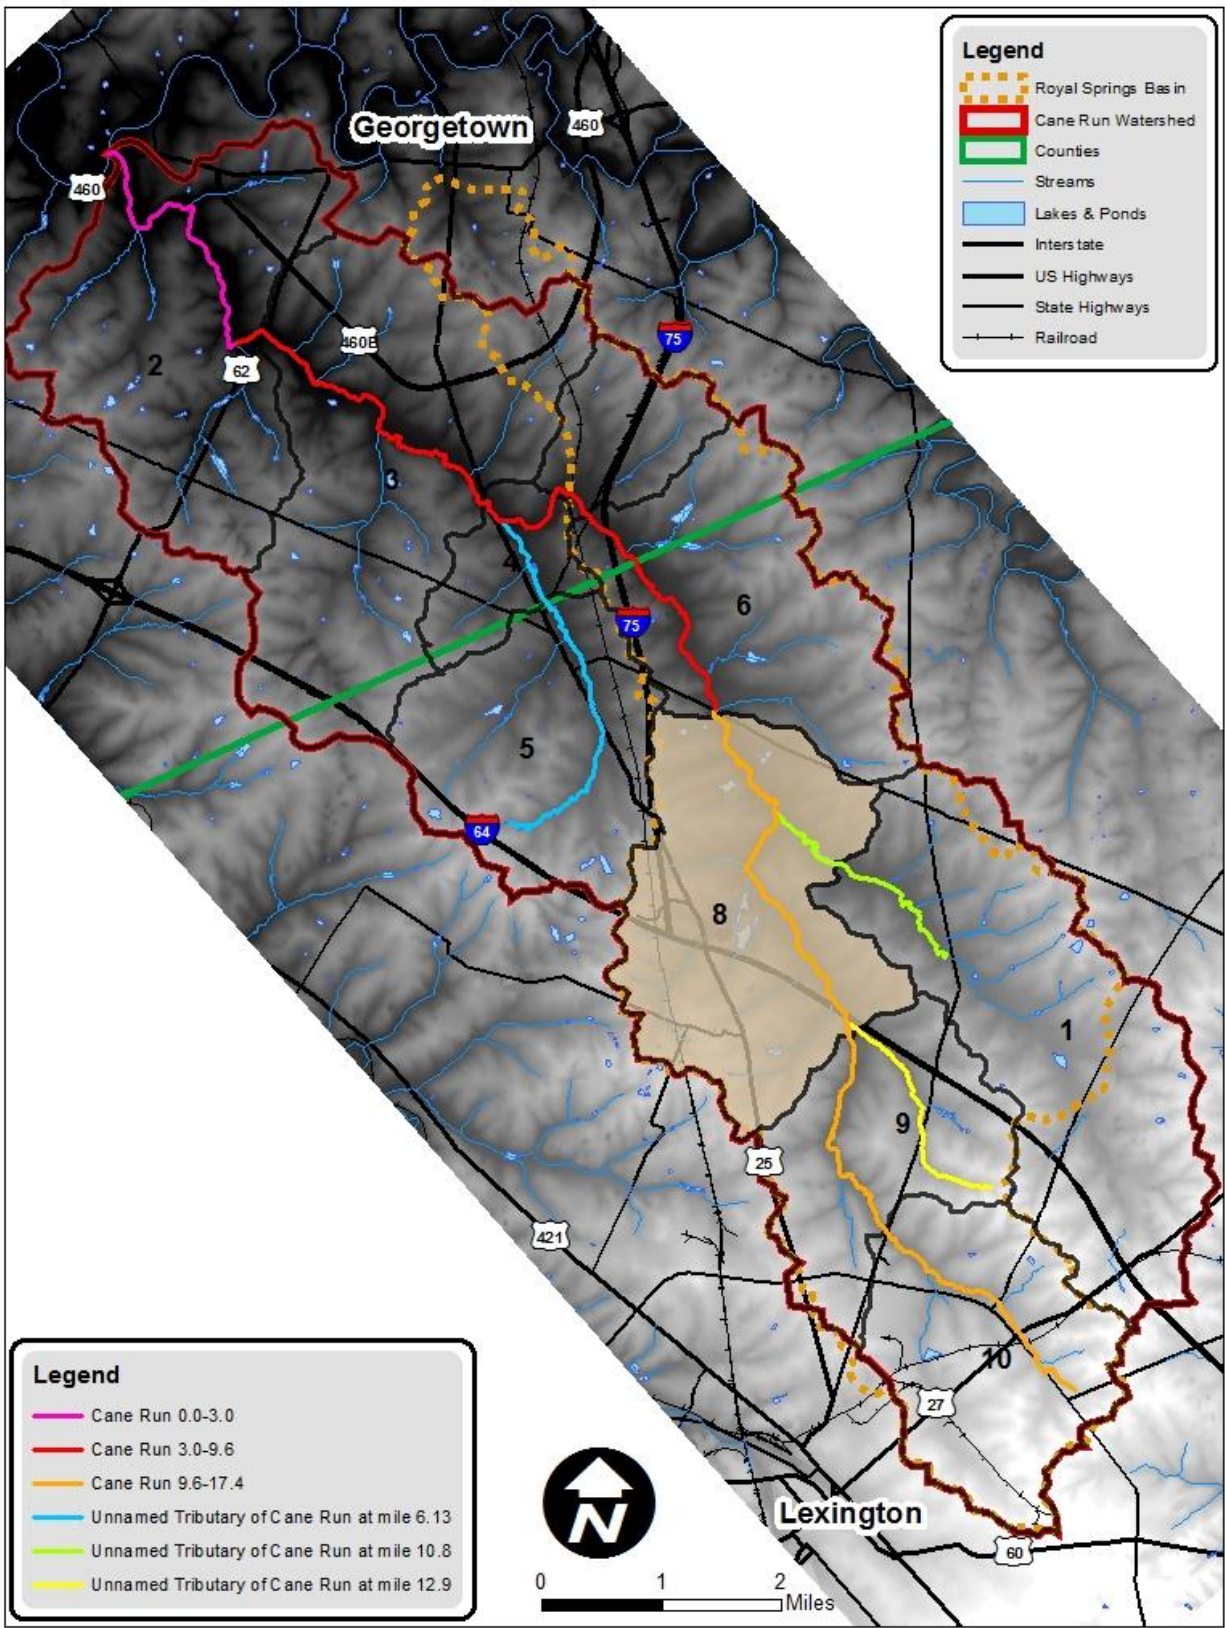 Legend
Royal Springs Basin
Cane Run Watershed
Counties
Streams
Lakes & Ponds
Interstate
US Highways
State Highways
Railroad
Georgetown
460
460
75
460B
2
62
3
4
6
75
5
64
8
1
9
25
421
10
27
Lexington
60
Legend
Cane Run 0.0-3.0
Cane Run 3.0-9.6
Cane Run 9.6-17.4
Unnamed Tributary of Cane Run at mile 6.13
Unnamed Tributary of Cane Run at mile 10.8
Unnamed Tributary of Cane Run at mile 12.9
N
0 1 2
Miles